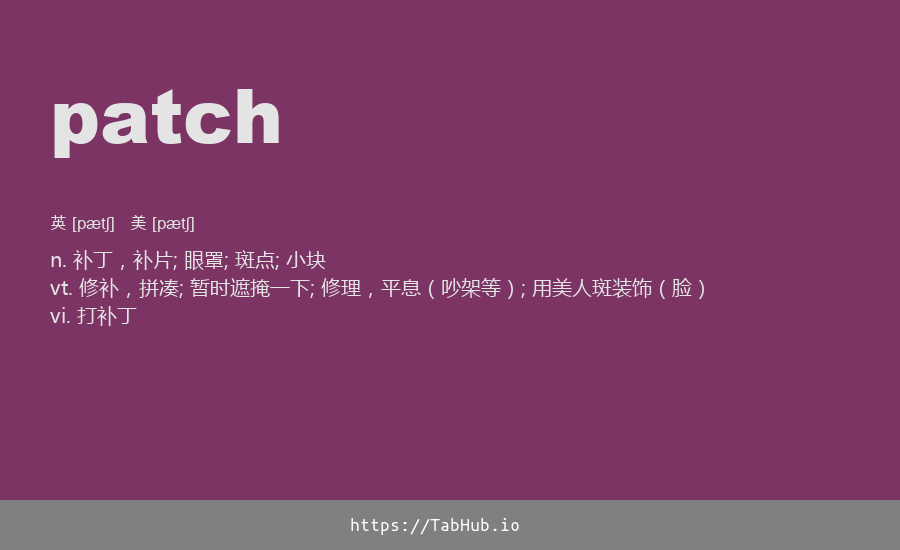 patch
英 [pætʃ] 美 [pætʃ]
n. 补丁，补片; 眼罩; 斑点; 小块
vt. 修补，拼凑; 暂时遮掩一下; 修理，平息（吵架等）; 用美人斑装饰（脸）
vi. 打补丁
https://TabHub.io